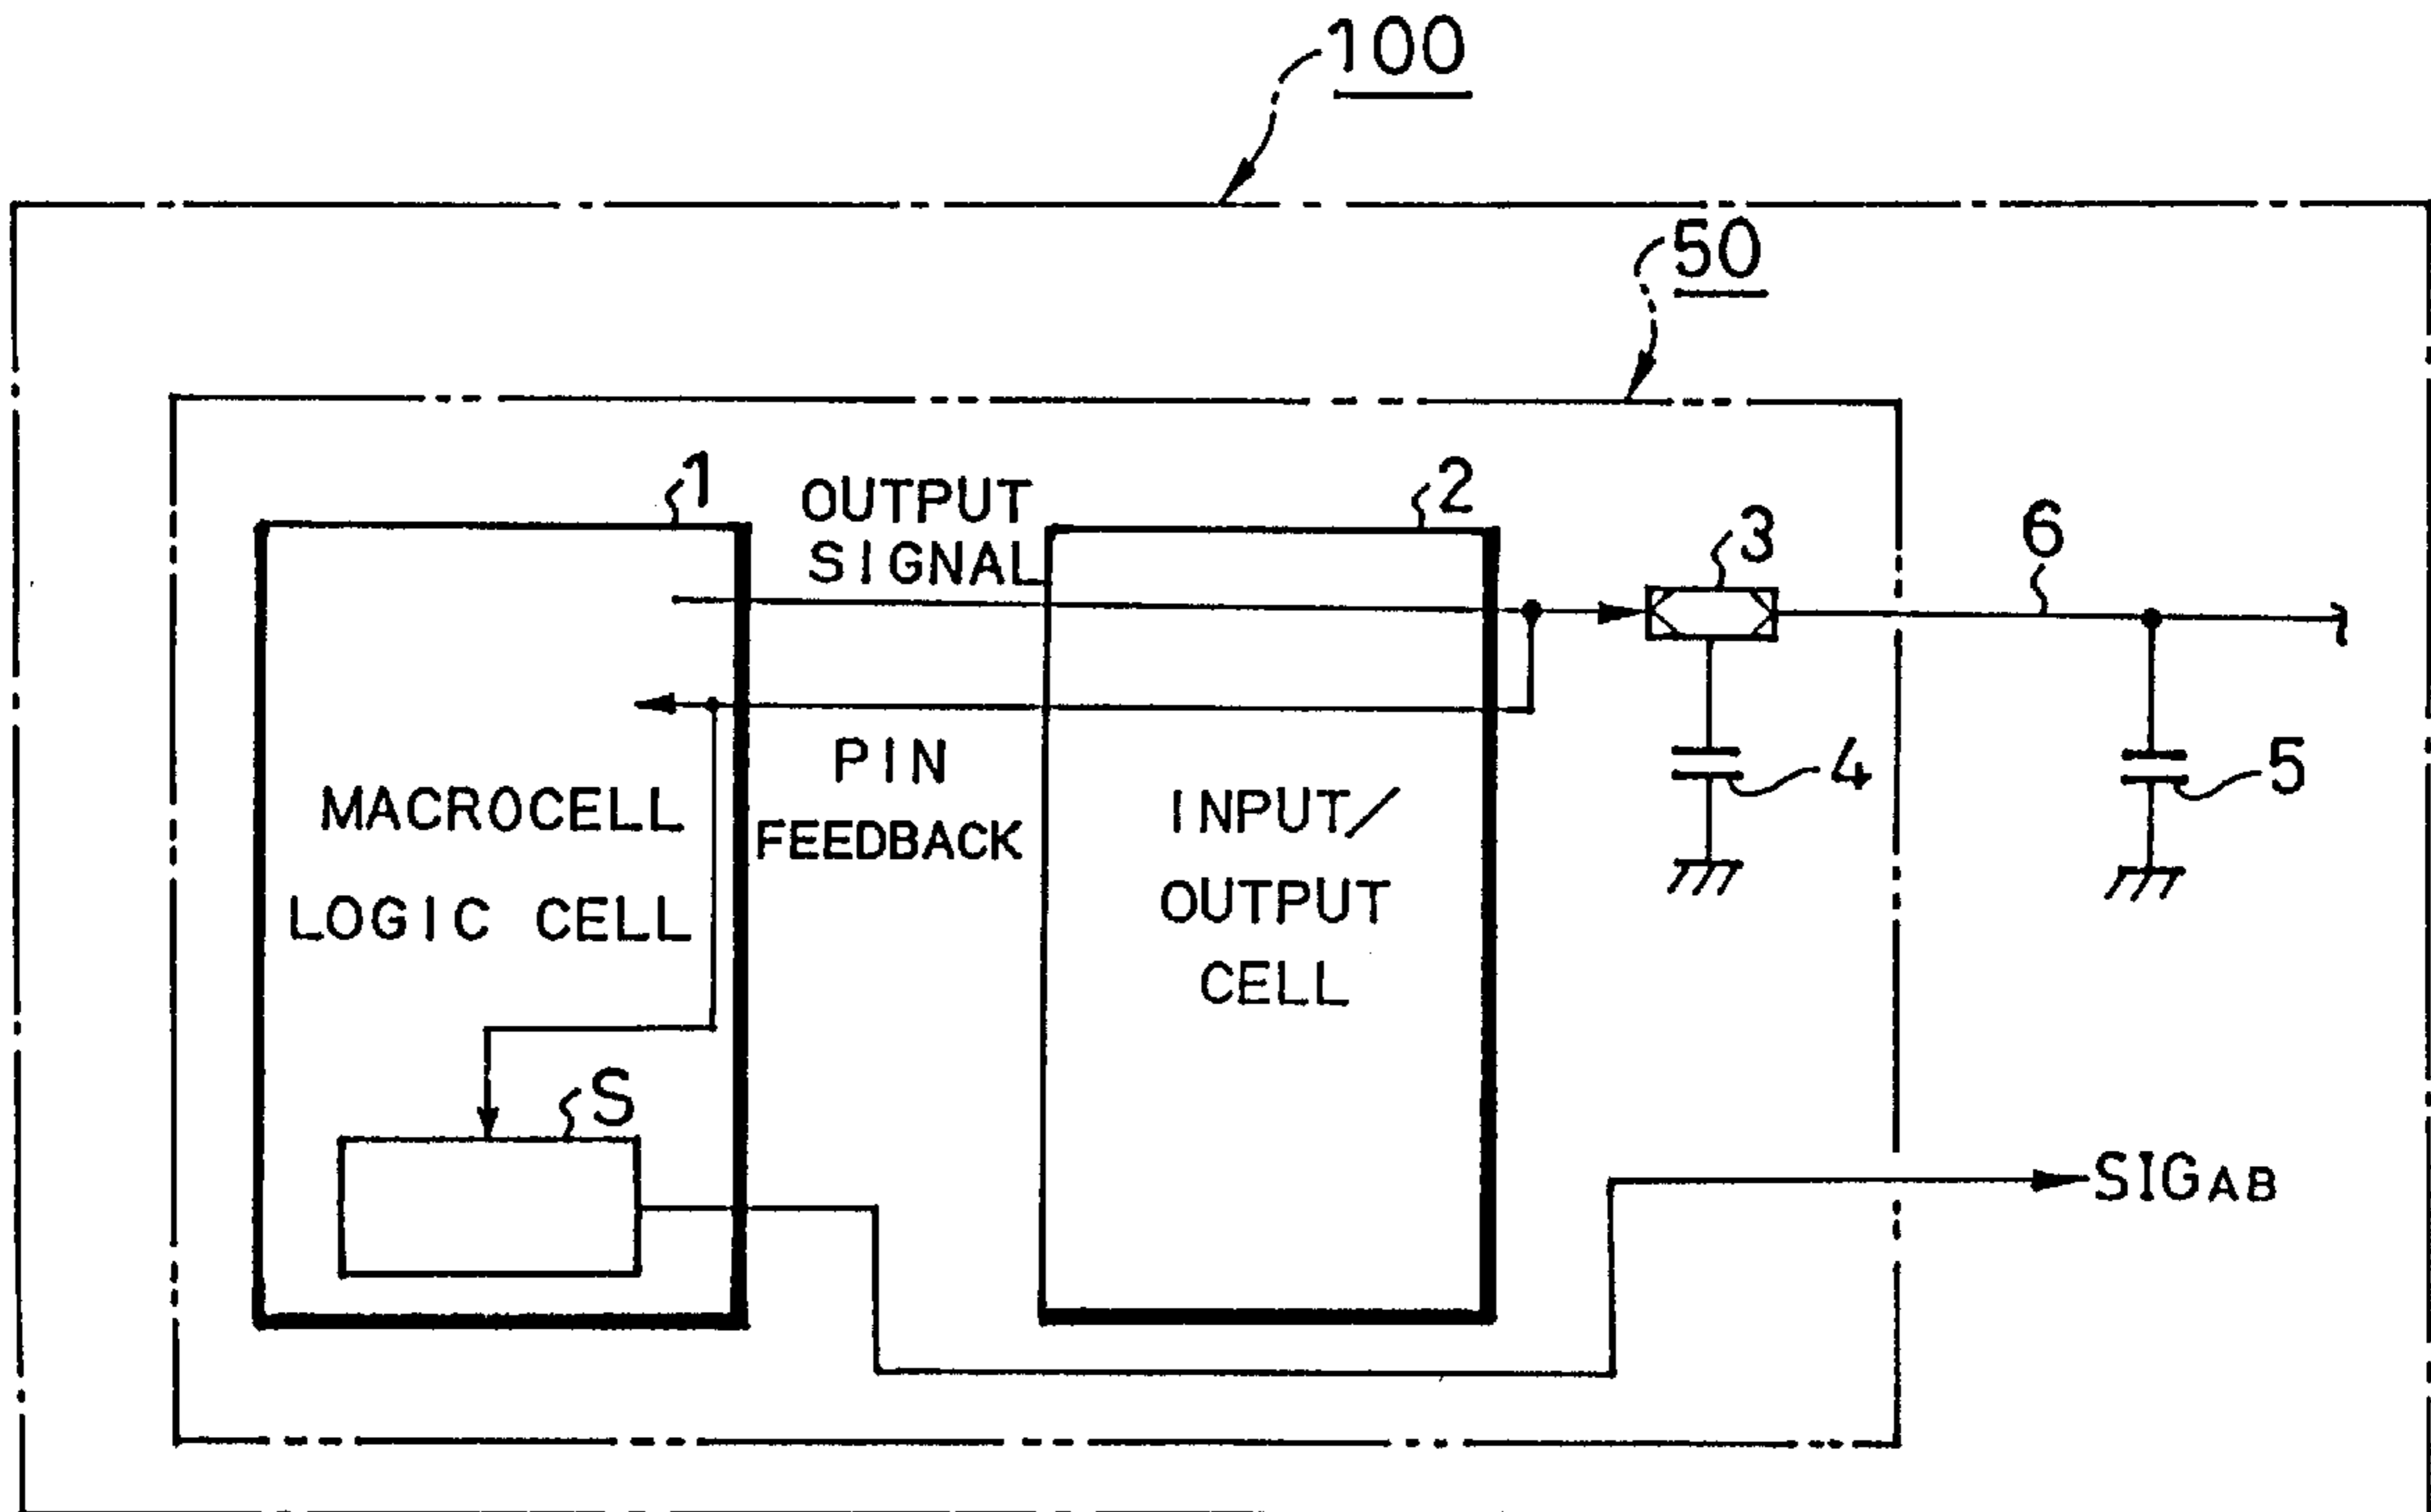 100
50
1
OUTPUT
SIGNAL
2
3
6
PIN
FEEDBACK
4
5
MACROCELL
LOGIC CELL
INPUT/
OUTPUT
CELL
S
SIGAB